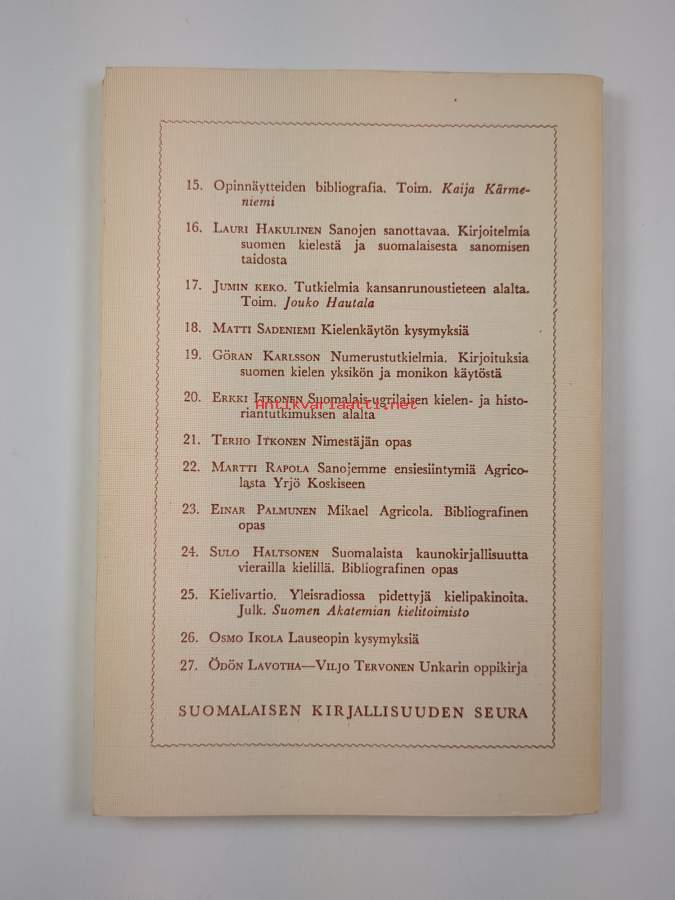 15. Opinnäytteiden bibliografia. Toim. Kaija Kärme-
niemi
16. LAURI HAKULINEN Sanojen sanottavaa. Kirjoitelmia
suomen kielestä ja suomalaisesta sanomisen
taidosta
17. JUMIN KEKO. Tutkielmia kansanrunoustieteen alalta.
Toim. Jouko Hautala
18. MATTI SADENIEMI Kielenkäytön kysymyksiä
19. GÖRAN KARLSSON Numerustutkielmia. Kirjoituksia
suomen kielen yksikön ja monikon käytöstä
20. ERKKI ITKONEN Suomalais-ugrilaisen kielen- ja histo-
Antikvariaatti.net
riantutkimuksen alalta
21. TERHO ITKONEN Nimestäjän opas
22. MARTTI RAPOLA Sanojemme ensiesiintymiä Agrico-
lasta Yrjö Koskiseen
23. EINAR PALMUNEN Mikael Agricola. Bibliografinen
opas
24. SULO HALTSONEN Suomalaista kaunokirjallisuutta
vierailla kielillä. Bibliografinen opas
25. Kielivartio. Yleisradiossa pidettyjä kielipakinoita.
Julk. Suomen Akatemian kielitoimisto
26. OSMO IKOLA Lauseopin kysymyksiä
27. ÖDÖN LAVOTHA—VILJO TERVONEN Unkarin oppikirja
SUOMALAISEN KIRJALLISUUDEN SEURA